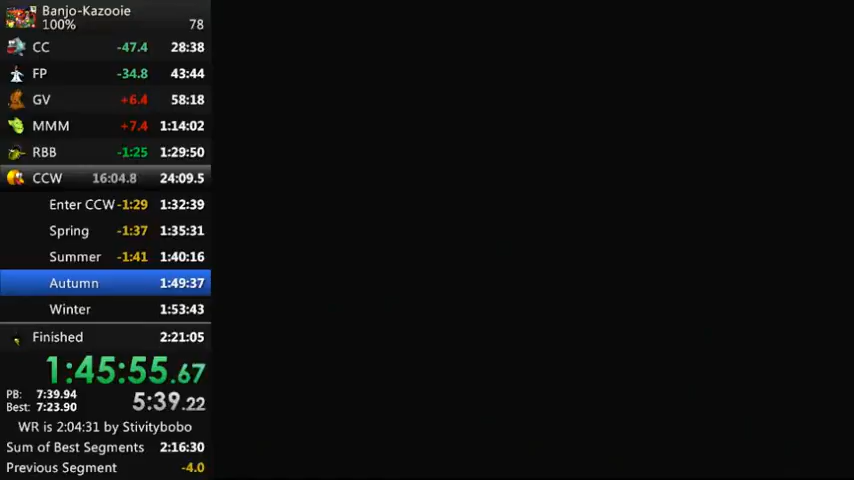 Banjo-Kazooie
100% 78
CC -47.4 28:38
FP -34.8 43:44
GV +6.4 58:18
MMM +7.4 1:14:02
RBB -1:25 1:29:50
CCW 16:04.8 24:09.5
Enter CCW -1:29 1:32:39
Spring -1:37 1:35:31
Summer -1:41 1:40:16
Autumn 1:49:37
Winter 1:53:43
Finished 2:21:05
1:45:55.67
PB: 7:39.94
Best: 7:23.90
5:39.22
WR is 2:04:31 by Stivitybobo
Sum of Best Segments 2:16:30
Previous Segment -4.0